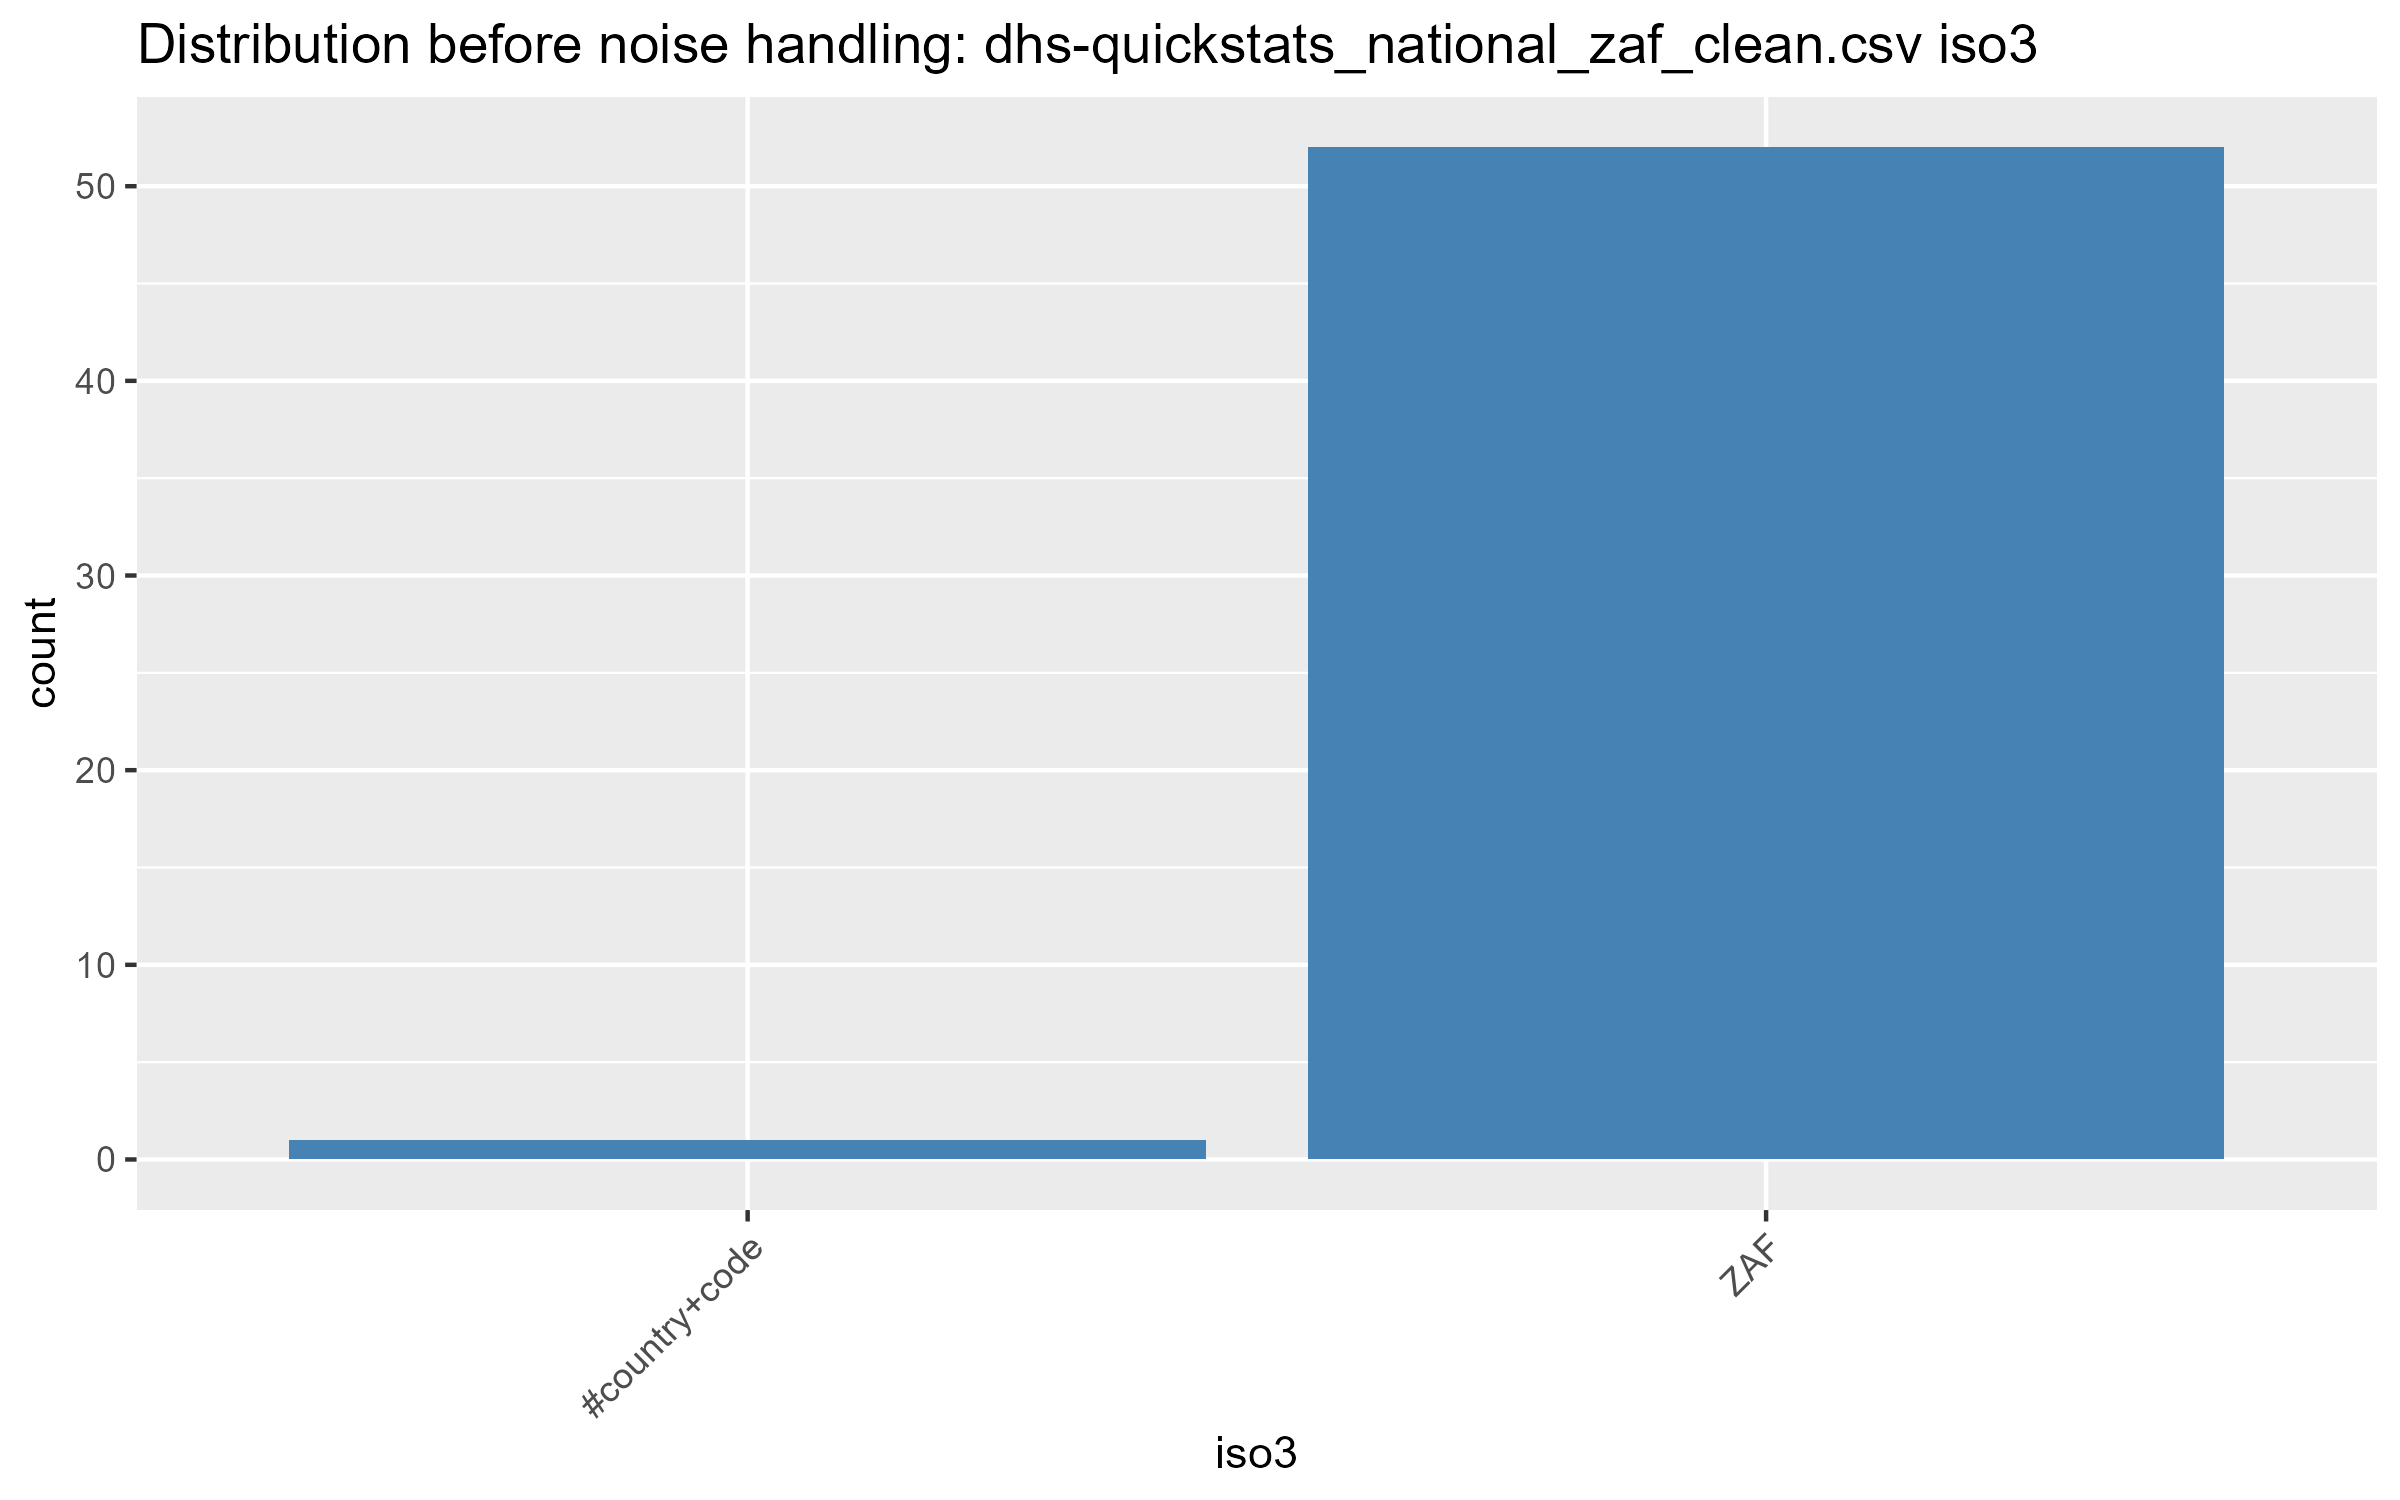 Distribution before noise handling: dhs-quickstats_national_zaf_clean.csv iso3
count
50
40
30
20
10
0
#country+code
ZAF
iso3